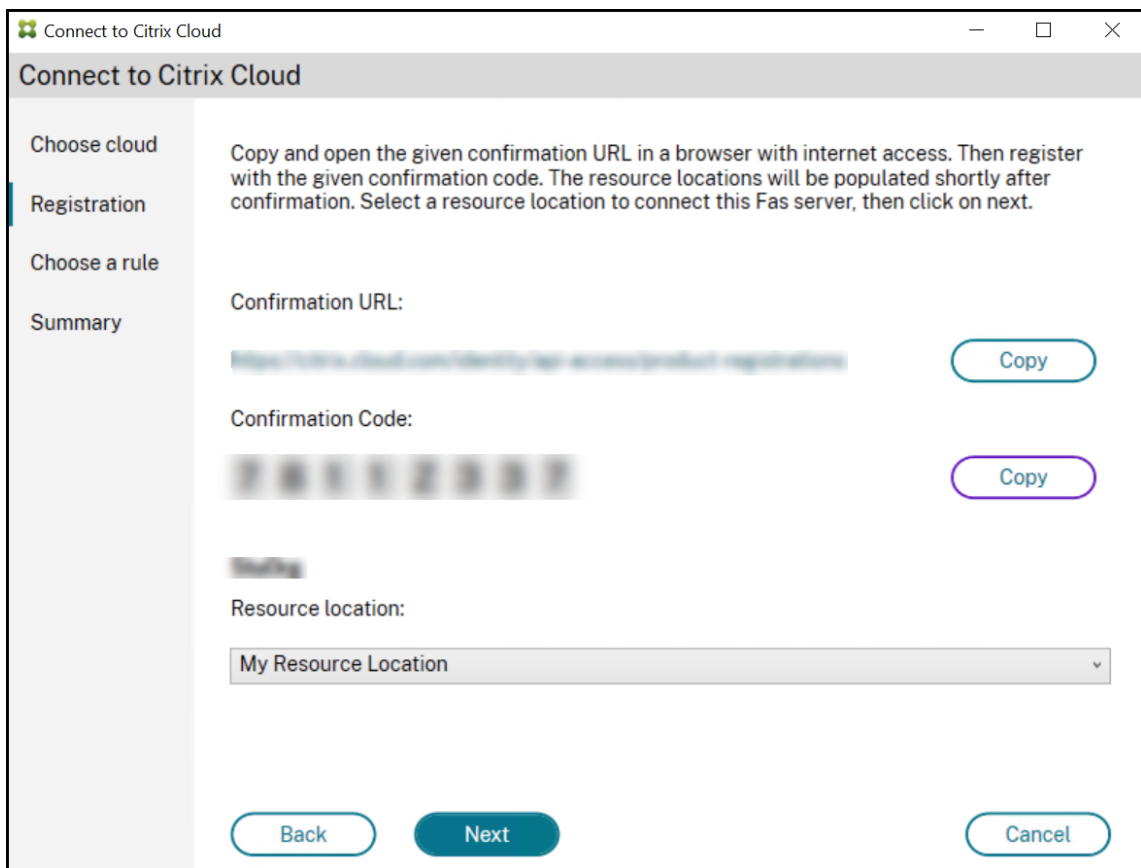 Connect to Citrix Cloud
Connect to Citrix Cloud
Choose cloud
Registration
Choose a rule
Summary
Copy and open the given confirmation URL in a browser with internet access. Then register
with the given confirmation code. The resource locations will be populated shortly after
confirmation. Select a resource location to connect this Fas server, then click on next.
Confirmation URL:
Copy
Confirmation Code:
Copy
Resource location:
My Resource Location
Back
Next
Cancel